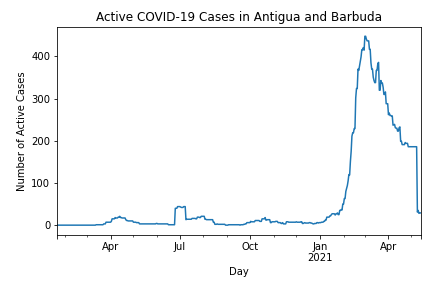 Active COVID-19 Cases in Antigua and Barbuda
Number of Active Cases
400
300
200
100
0
Apr
Jul
Oct
Jan
2021
Apr
Day